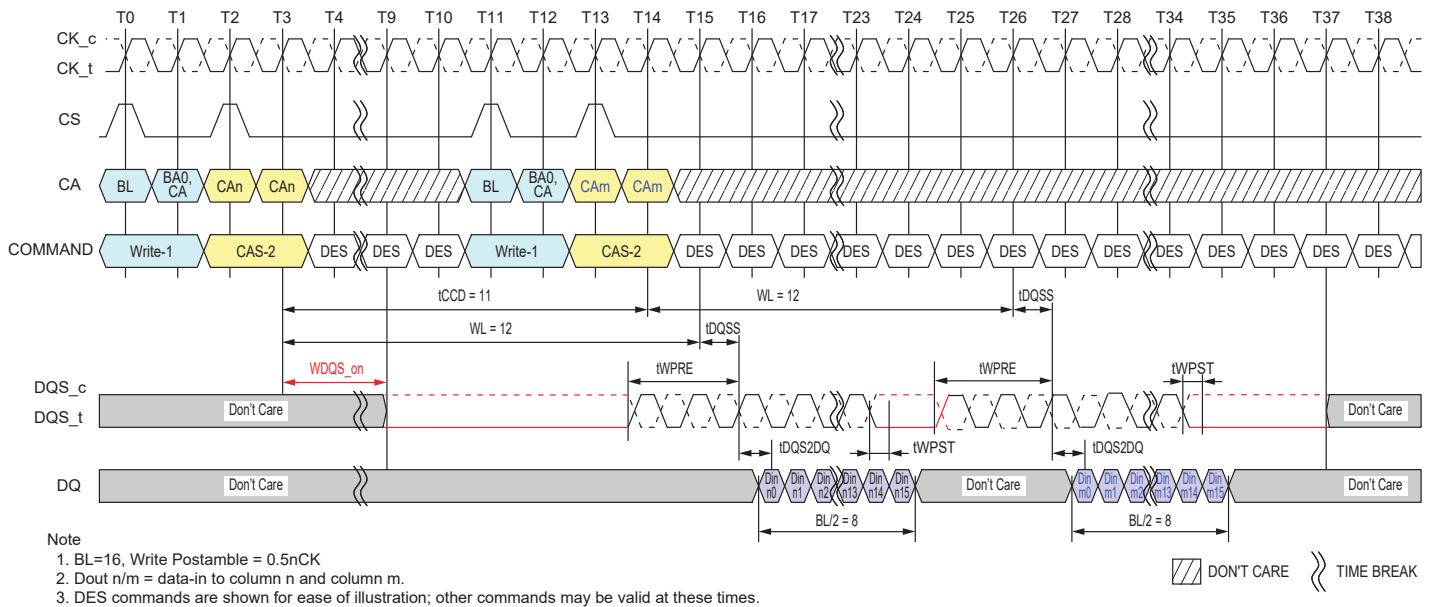 T0 T1 T2 T3 T4 T9 T10 T11 T12 T13 T14 T15 T16 T17 T23 T24 T25 T26 T27 T28 T34 T35 T36 T37 T38
CK_c
CK_t
CS
CA BL BA0, CA CAn CAn BL BA0, CA CAm CAm
COMMAND Write-1 CAS-2 DES DES DES Write-1 CAS-2 DES DES DES DES DES DES DES DES DES DES DES DES DES DES
tCCD = 11 WL = 12 tDQSS
WL = 12 tDQSS
WDQS_on tWPRE tWPRE tWPST
DQS_c
DQS_t
Don't Care Don't Care
tDQS2DQ tWPST tDQS2DQ
DQ Don't Care Din n0 Din n1 Din n2 Din n13 Din n14 Din n15 Don't Care Din m0 Din m1 Din m2 Din m13 Din m14 Din m15 Don't Care
BL/2 = 8 BL/2 = 8
Note
1. BL=16, Write Postamble = 0.5nCK
2. Dout n/m = data-in to column n and column m.
3. DES commands are shown for ease of illustration; other commands may be valid at these times.
DON'T CARE TIME BREAK